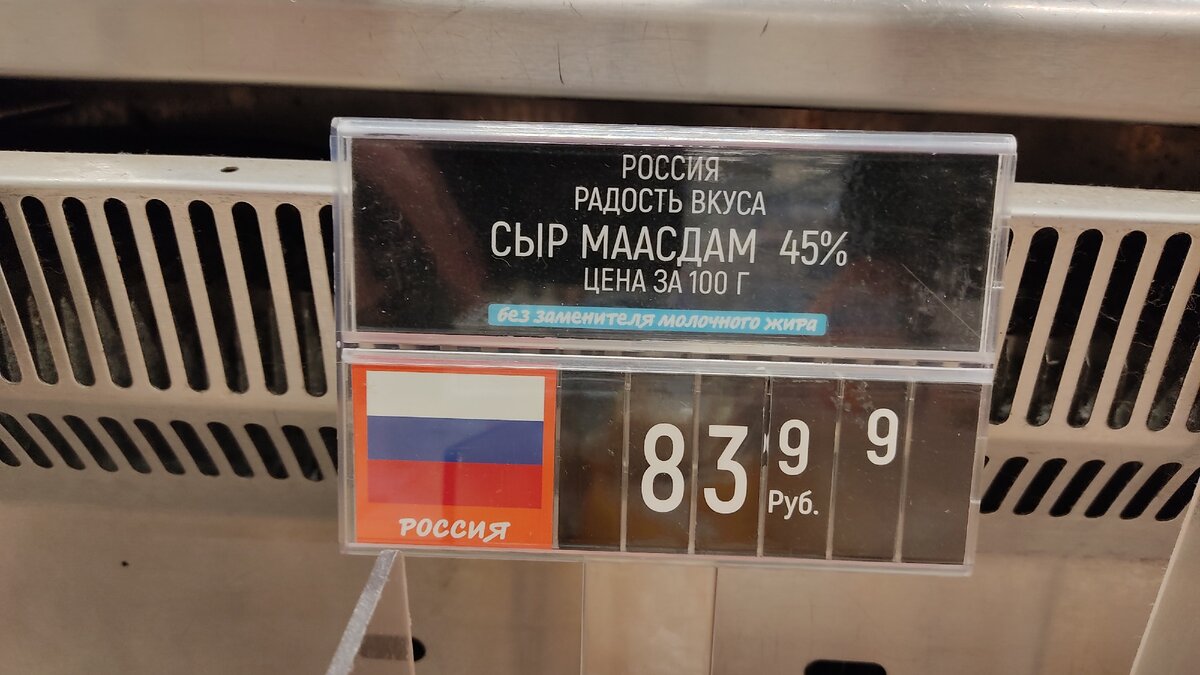 РОССИЯ
РАДОСТЬ ВКУСА
СЫР МААСДАМ 45%
ЦЕНА ЗА 100 Г
без заменителя молочного жира
83 9 9
Руб.
РОССИЯ